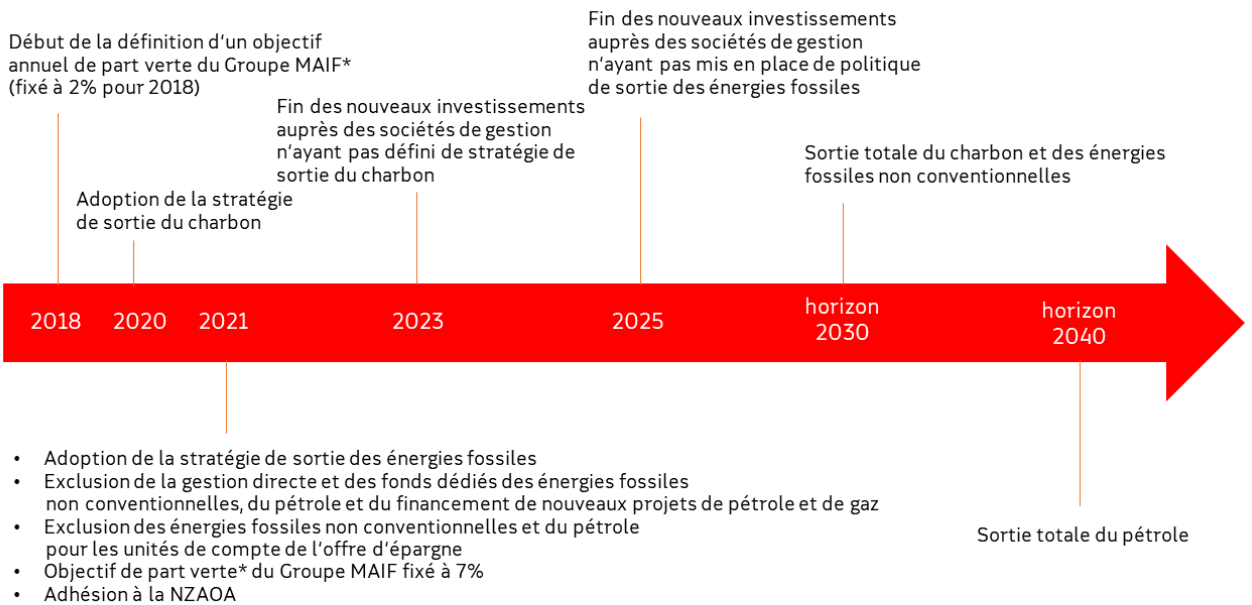 Début de la définition d'un objectif
annuel de part verte du Groupe MAIF*
(fixé à 2% pour 2018)
Adoption de la stratégie
de sortie du charbon
Fin des nouveaux investissements
auprès des sociétés de gestion
n'ayant pas défini de stratégie de
sortie du charbon
Fin des nouveaux investissements
auprès des sociétés de gestion
n'ayant pas mis en place de politique
de sortie des énergies fossiles
Sortie totale du charbon et des énergies
fossiles non conventionnelles
2018 2020 2021 2023 2025 horizon
2030 horizon
2040
• Adoption de la stratégie de sortie des énergies fossiles
• Exclusion de la gestion directe et des fonds dédiés des énergies fossiles
non conventionnelles, du pétrole et du financement de nouveaux projets de pétrole et de gaz
• Exclusion des énergies fossiles non conventionnelles et du pétrole
pour les unités de compte de l'offre d'épargne
• Objectif de part verte* du Groupe MAIF fixé à 7%
• Adhésion à la NZAOA
Sortie totale du pétrole